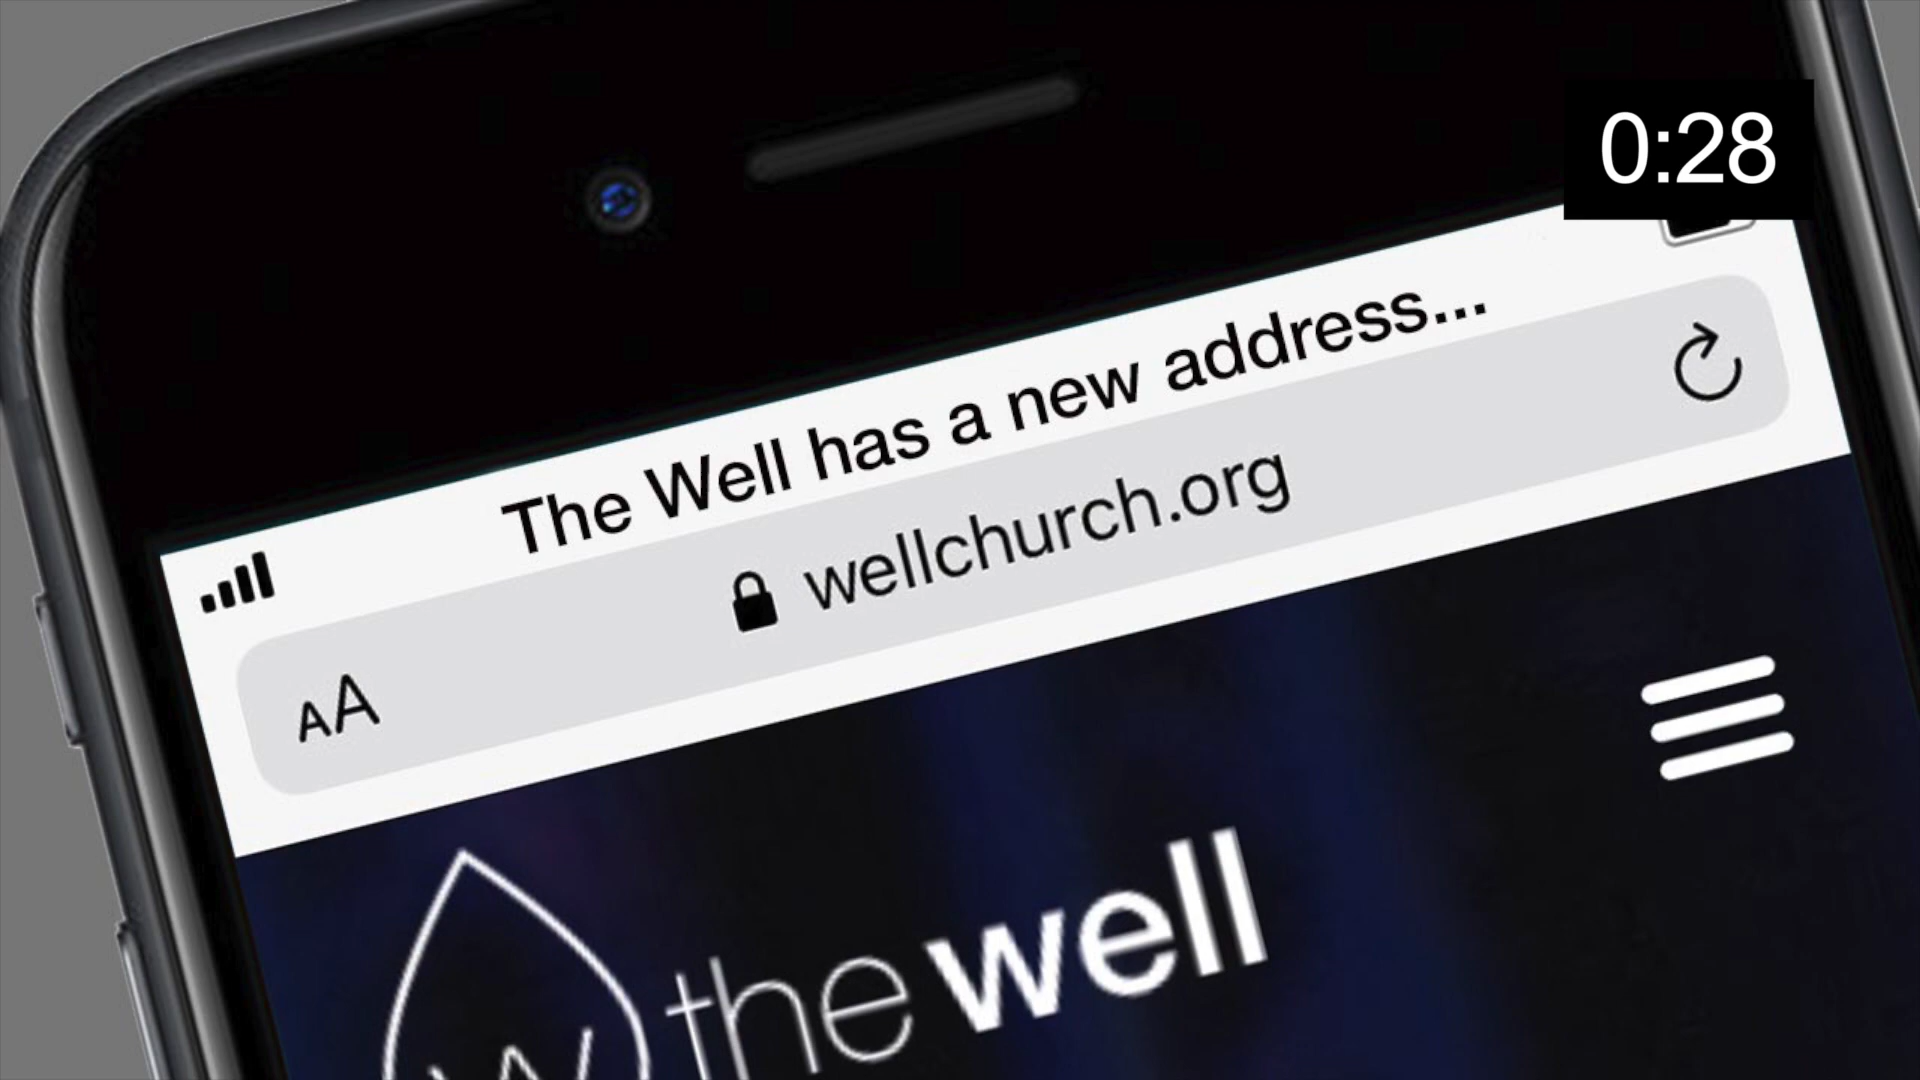 0:28
The Well has a new address...
wellchurch.org
AA
the well
W